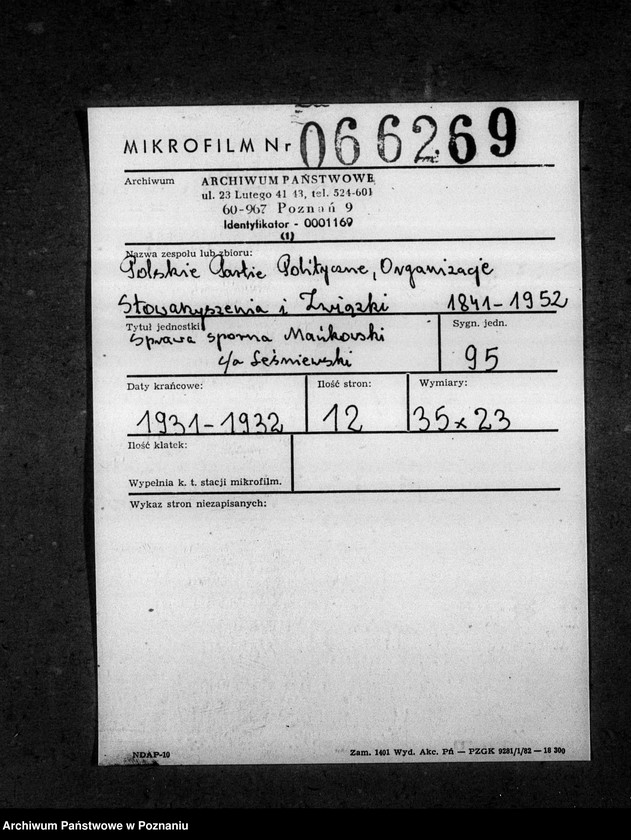 MIKROFILM Nr 066269
Archiwum ARCHIWUM PAŃSTWOWE
ul. 23 Lutego 41 43, tel. 524-601
60-967 Poznań 9
Identyfikator - 0001169
(1)
Nazwa zespołu lub zbioru:
Polskie Partie Polityczne, Organizacje
Stowarzyszenia i Związki 1841-1952
Tytuł jednostki Sygn. jedn.
Sprawa sporna Mańkowski
c/a Leśniewski 95
Daty krańcowe: Ilość stron: Wymiary:
1931-1932 12 35x23
Ilość klatek:
Wypełnia k. t. stacji mikrofilm.
Wykaz stron niezapisanych:
NDAP-10 Zam. 1401 Wyd. Akc. Pń — PZGK 9281/1/82 — 18 300
Archiwum Państwowe w Poznaniu